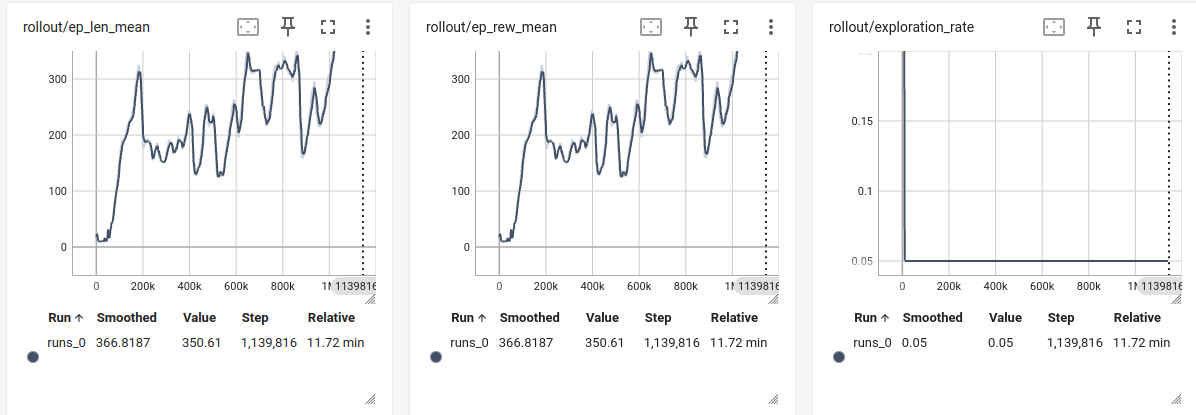 rollout/ep_len_mean
300
200
100
0
0 200k 400k 600k 800k 1M 1139816
Run ↑ Smoothed Value Step Relative
runs_0 366.8187 350.61 1,139,816 11.72 min
rollout/ep_rew_mean
300
200
100
0
0 200k 400k 600k 800k 1M 1139816
Run ↑ Smoothed Value Step Relative
runs_0 366.8187 350.61 1,139,816 11.72 min
rollout/exploration_rate
0.15
0.1
0.05
0 200k 400k 600k 800k 1M 1139816
Run ↑ Smoothed Value Step Relative
runs_0 0.05 0.05 1,139,816 11.72 min